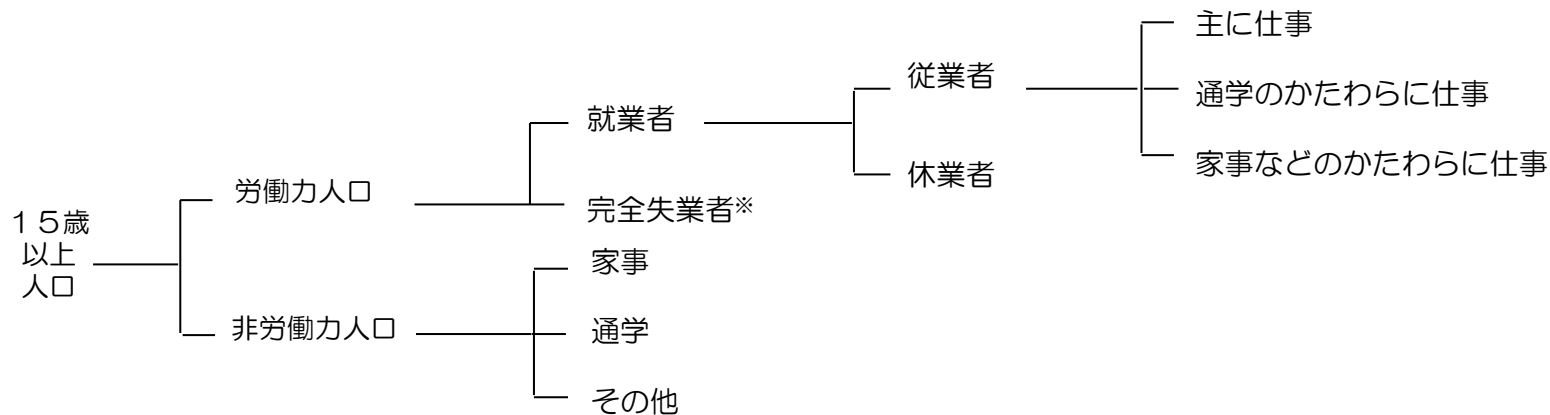 主に仕事
従業者
通学のかたわらに仕事
就業者
家事などのかたわらに仕事
休業者
労働力人口
完全失業者※
１５歳
以上
人口
家事
非労働力人口
通学
その他